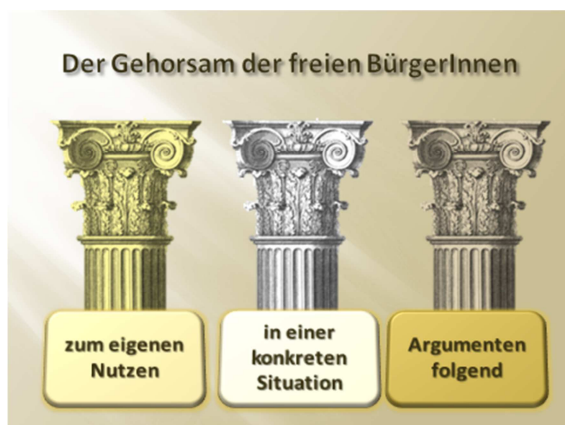 Der Gehorsam der freien BürgerInnen
zum eigenen
Nutzen
in einer
konkreten
Situation
Argumenten
folgend